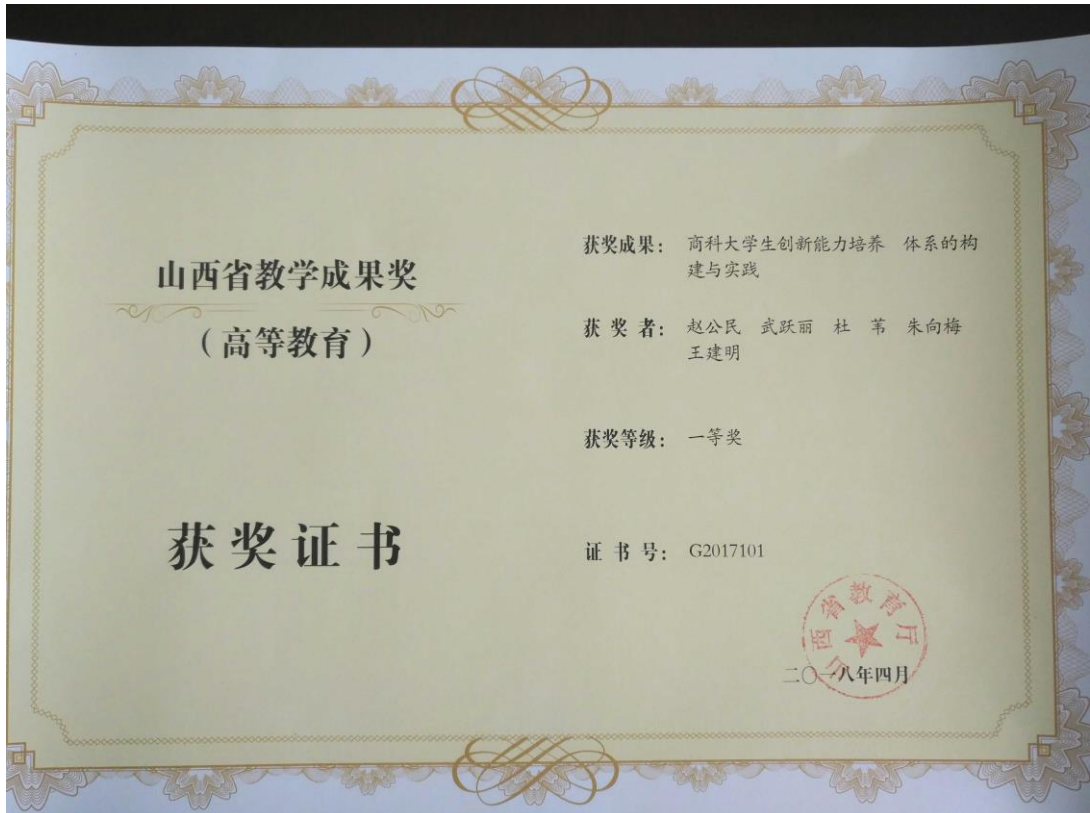 山西省教学成果奖
（高等教育）
获奖证书
获奖成果： 商科大学生创新能力培养 体系的构
建与实践
获 奖 者： 赵公民 武跃丽 杜 苇 朱向梅
王建明
获奖等级： 一等奖
证 书 号： G2017101
山西省教育厅
二〇一八年四月